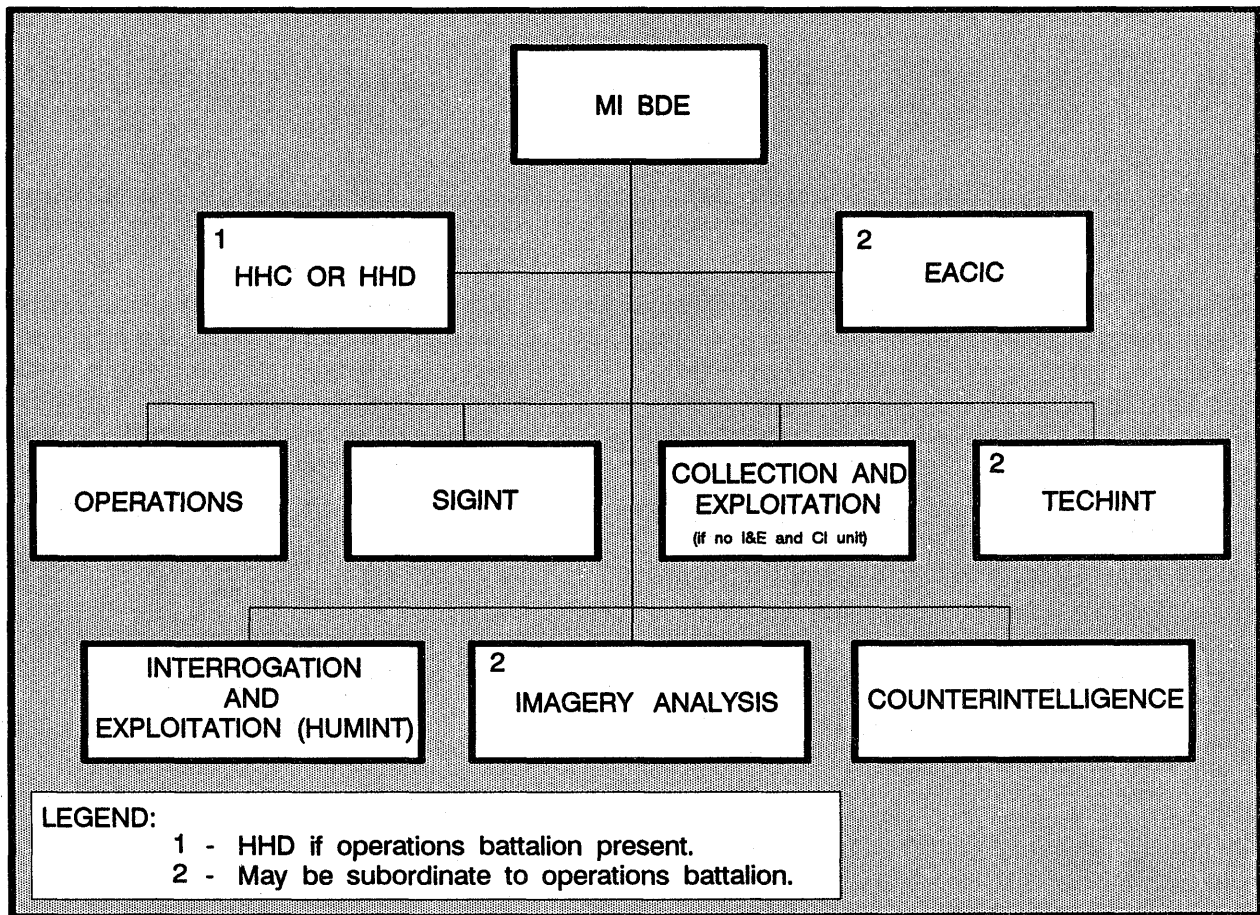 MI BDE
1
HHC OR HHD
2
EACIC
OPERATIONS
SIGINT
COLLECTION AND
EXPLOITATION
(if no I&E and CI unit)
2
TECHINT
INTERROGATION
AND
EXPLOITATION (HUMINT)
2
IMAGERY ANALYSIS
COUNTERINTELLIGENCE
LEGEND:
1 - HHD if operations battalion present.
2 - May be subordinate to operations battalion.